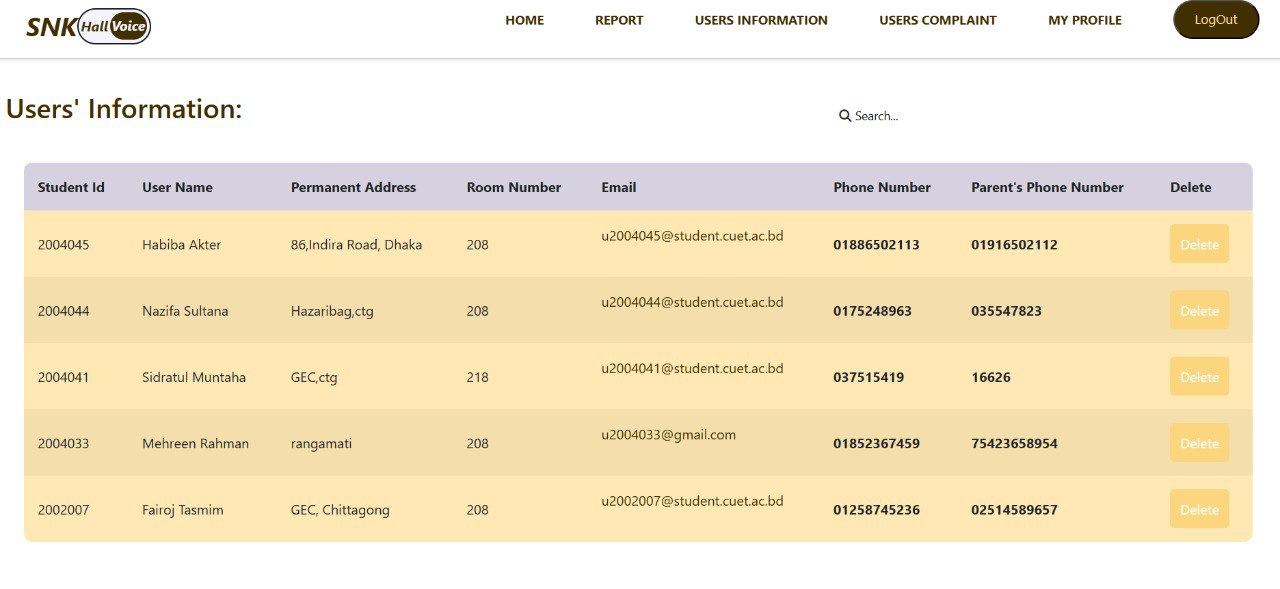 SNK Hall Voice HOME REPORT USERS INFORMATION USERS COMPLAINT MY PROFILE LogOut
Users' Information:
Search...
Student Id User Name Permanent Address Room Number Email Phone Number Parent's Phone Number Delete
2004045 Habiba Akter 86,Indira Road, Dhaka 208 u2004045@student.cuet.ac.bd 01886502113 01916502112 Delete
2004044 Nazifa Sultana Hazaribag,ctg 208 u2004044@student.cuet.ac.bd 0175248963 035547823 Delete
2004041 Sidratul Muntaha GEC,ctg 218 u2004041@student.cuet.ac.bd 037515419 16626 Delete
2004033 Mehreen Rahman rangamati 208 u2004033@gmail.com 01852367459 75423658954 Delete
2002007 Fairoj Tasmim GEC, Chittagong 208 u2002007@student.cuet.ac.bd 01258745236 02514589657 Delete